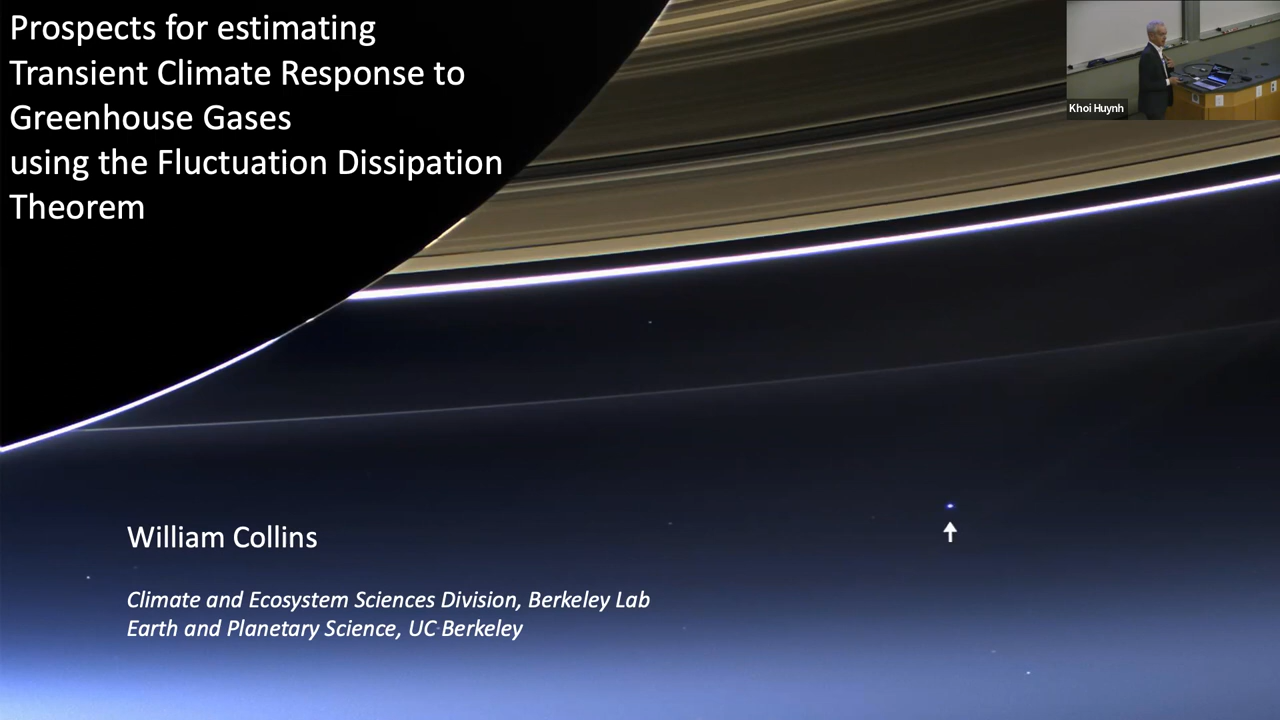 Prospects for estimating
Transient Climate Response to
Greenhouse Gases
using the Fluctuation Dissipation
Theorem
Khoi Huynh
William Collins
Climate and Ecosystem Sciences Division, Berkeley Lab
Earth and Planetary Science, UC Berkeley